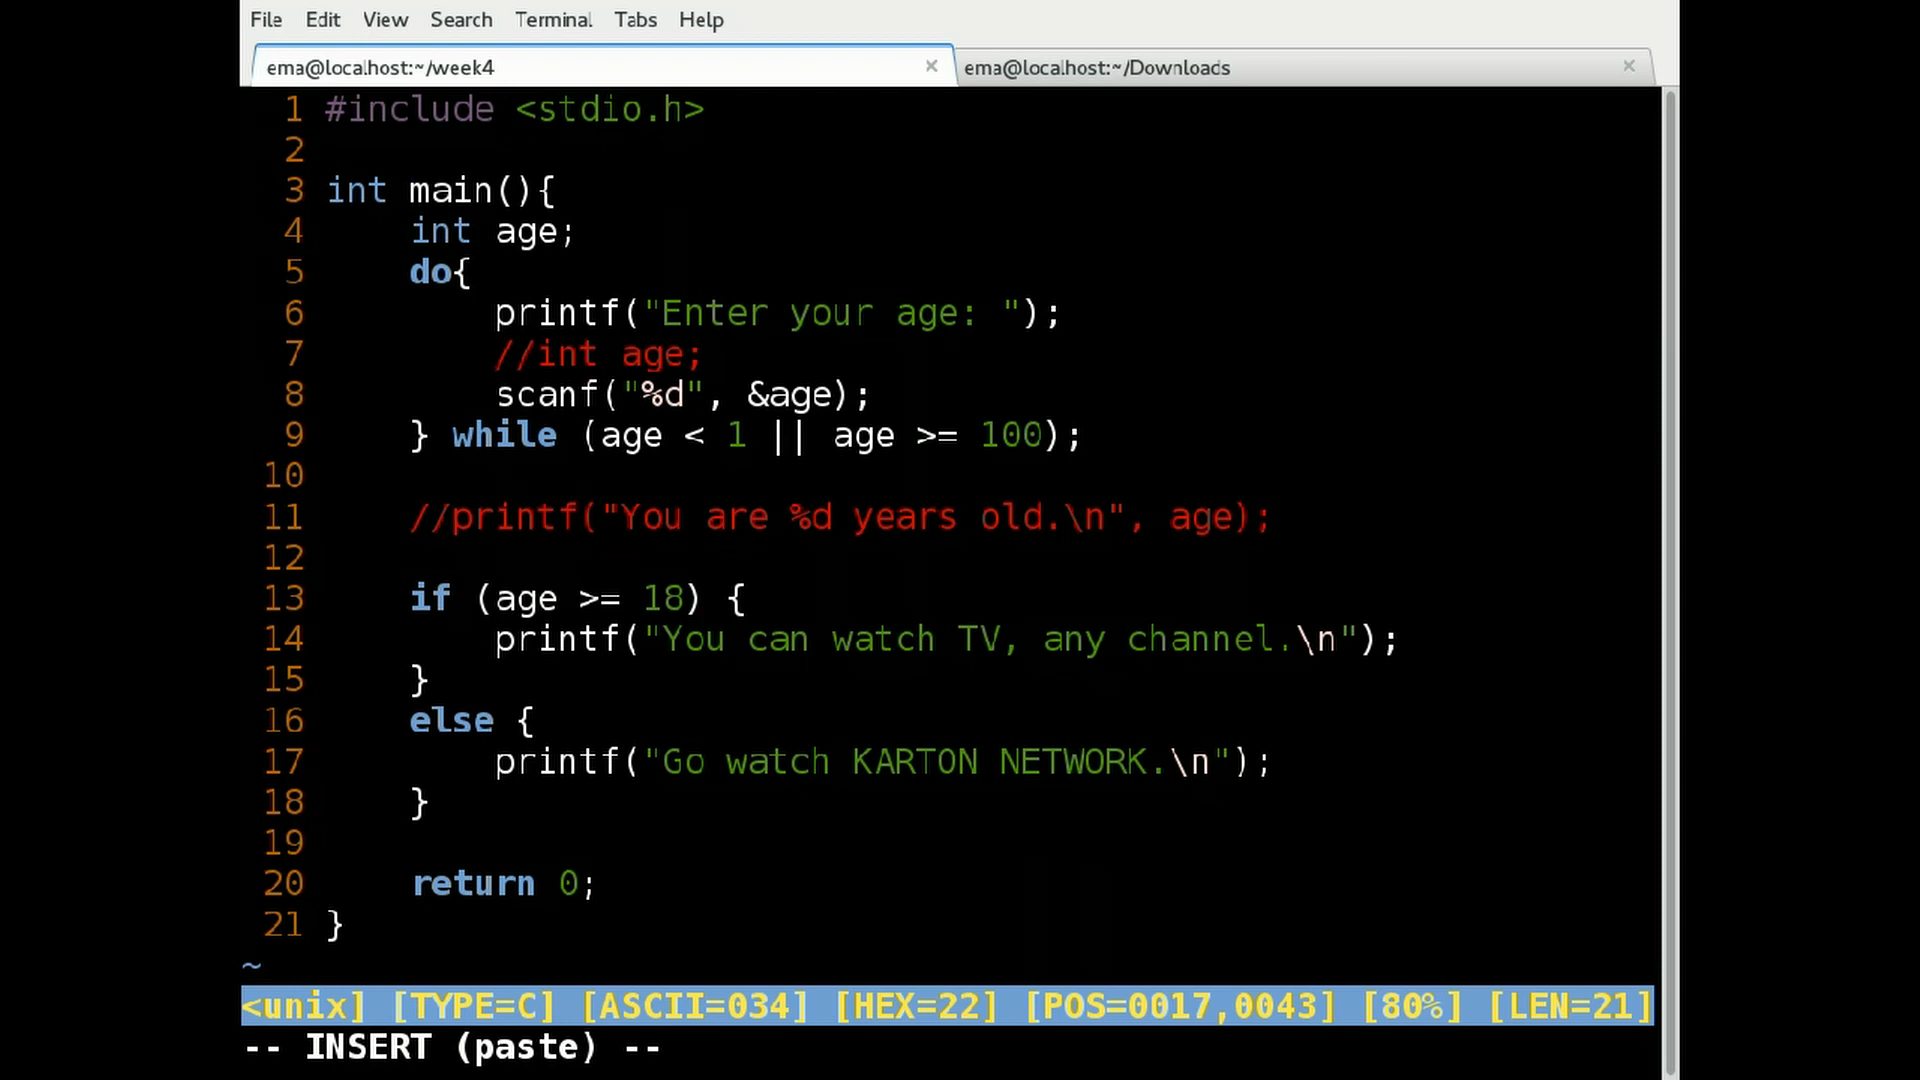 File Edit View Search Terminal Tabs Help
ema@localhost:~/week4 × ema@localhost:~/Downloads ×
1 #include <stdio.h>
2
3 int main(){
4     int age;
5     do{
6         printf("Enter your age: ");
7         //int age;
8         scanf("%d", &age);
9     } while (age < 1 || age >= 100);
10
11     //printf("You are %d years old.\n", age);
12
13     if (age >= 18) {
14         printf("You can watch TV, any channel.\n");
15     }
16     else {
17         printf("Go watch KARTON NETWORK.\n");
18     }
19
20     return 0;
21 }
~
<unix] [TYPE=C] [ASCII=034] [HEX=22] [POS=0017,0043] [80%] [LEN=21]
-- INSERT (paste) --